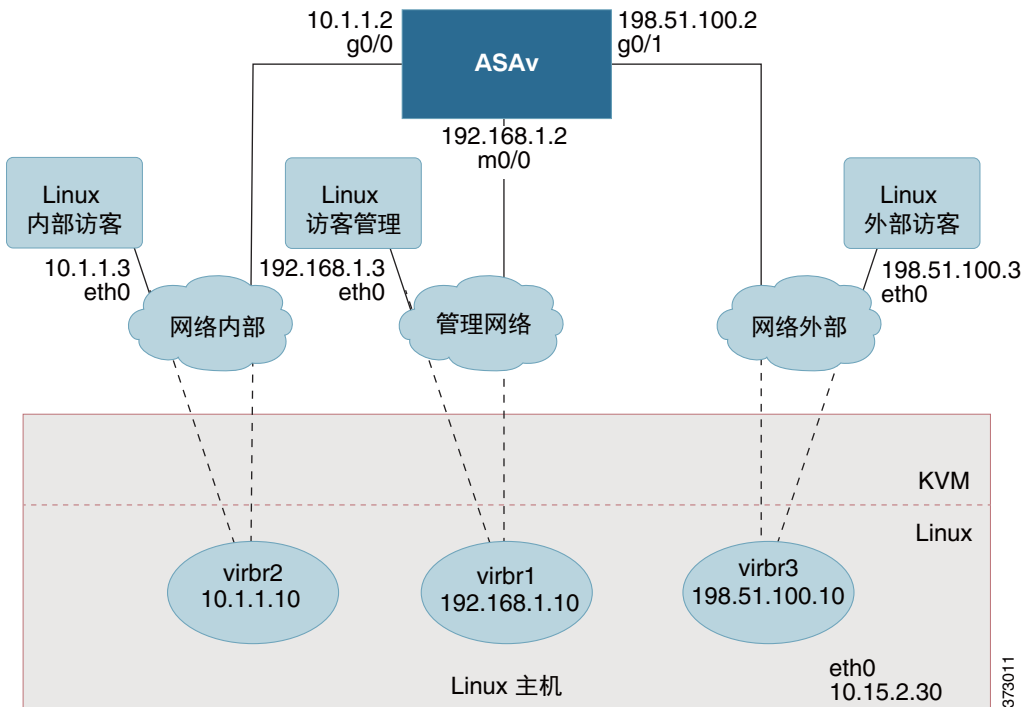 10.1.1.2
g0/0
ASAv
198.51.100.2
g0/1
192.168.1.2
m0/0
Linux
内部访客
Linux
访客管理
Linux
外部访客
10.1.1.3
eth0
192.168.1.3
eth0
198.51.100.3
eth0
网络内部
管理网络
网络外部
KVM
Linux
virbr2
10.1.1.10
virbr1
192.168.1.10
virbr3
198.51.100.10
Linux 主机
eth0
10.15.2.30
373011